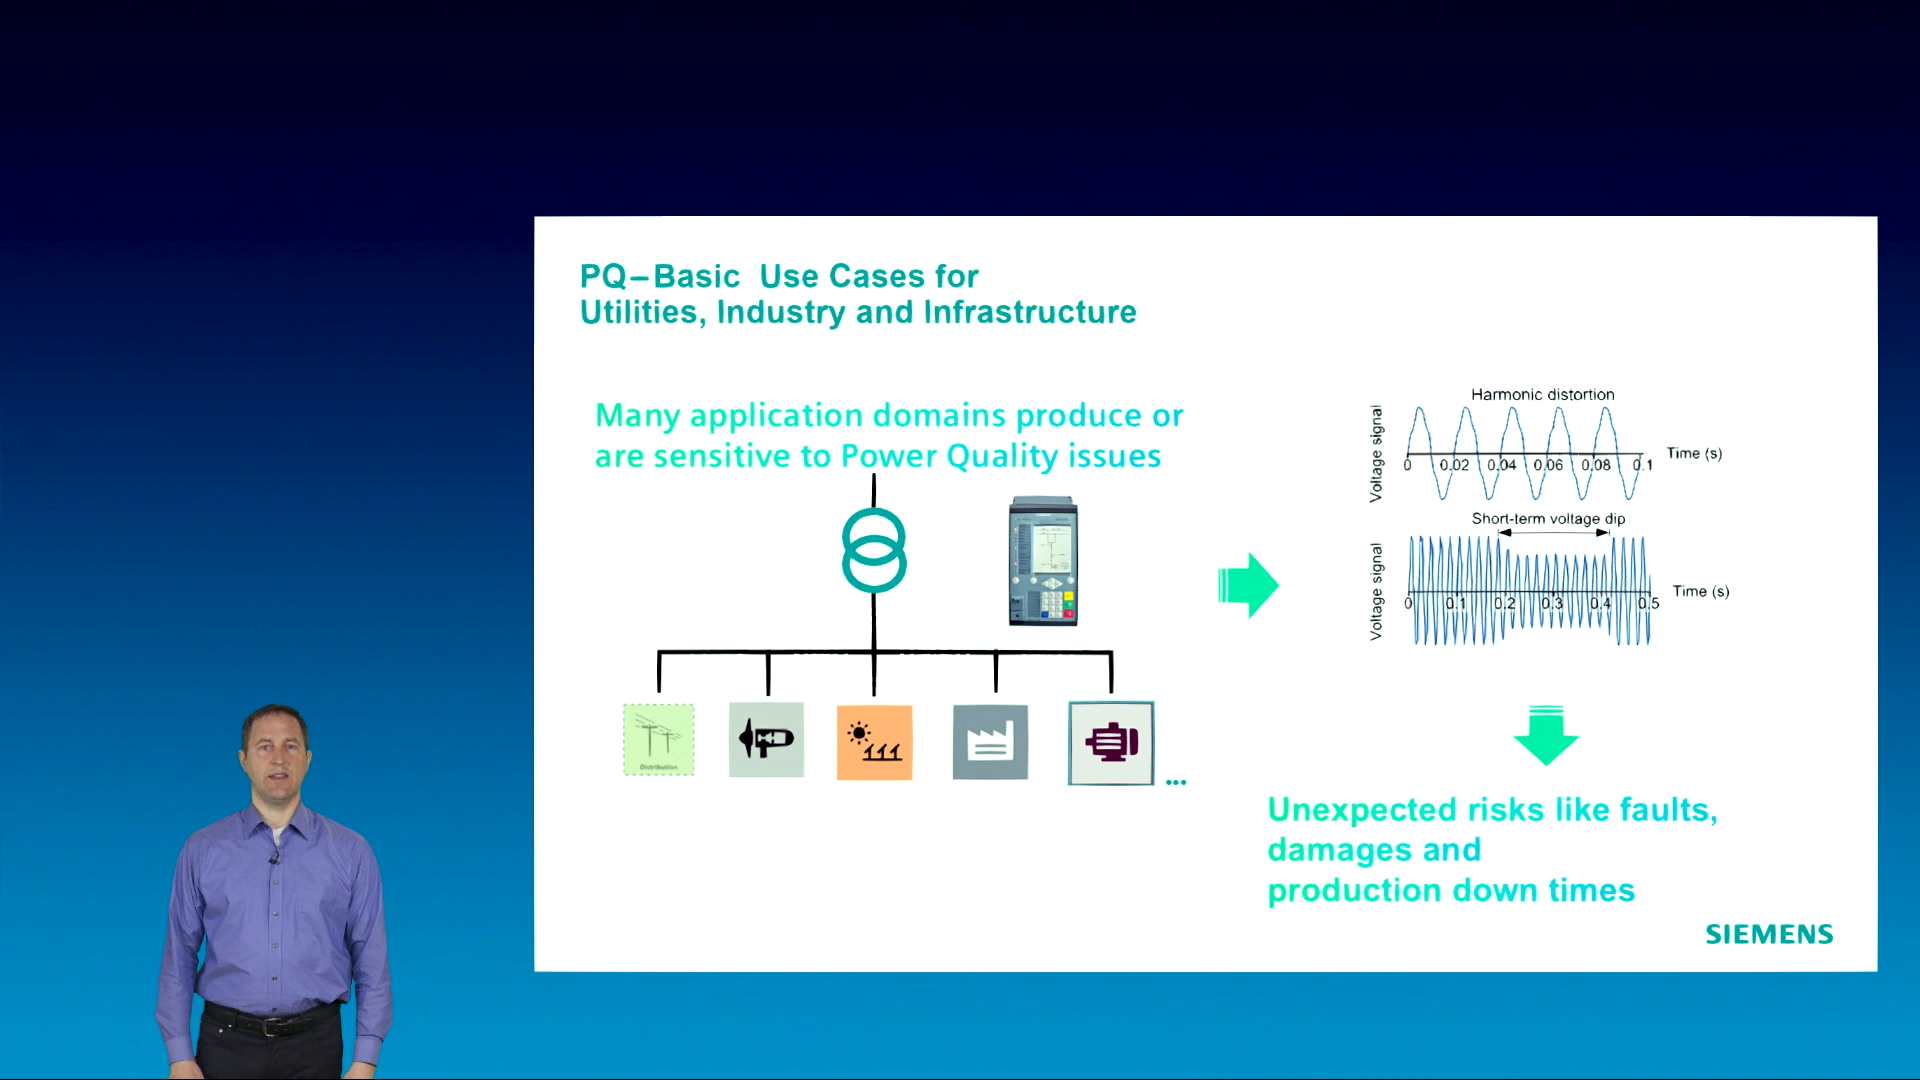 PQ–Basic Use Cases for
Utilities, Industry and Infrastructure
Many application domains produce or
are sensitive to Power Quality issues
Distribution
...
Harmonic distortion
Voltage signal
0 0.02 0.04 0.06 0.08 0.1
Time (s)
Short-term voltage dip
Voltage signal
0 0.1 0.2 0.3 0.4 0.5
Time (s)
Unexpected risks like faults,
damages and
production down times
SIEMENS